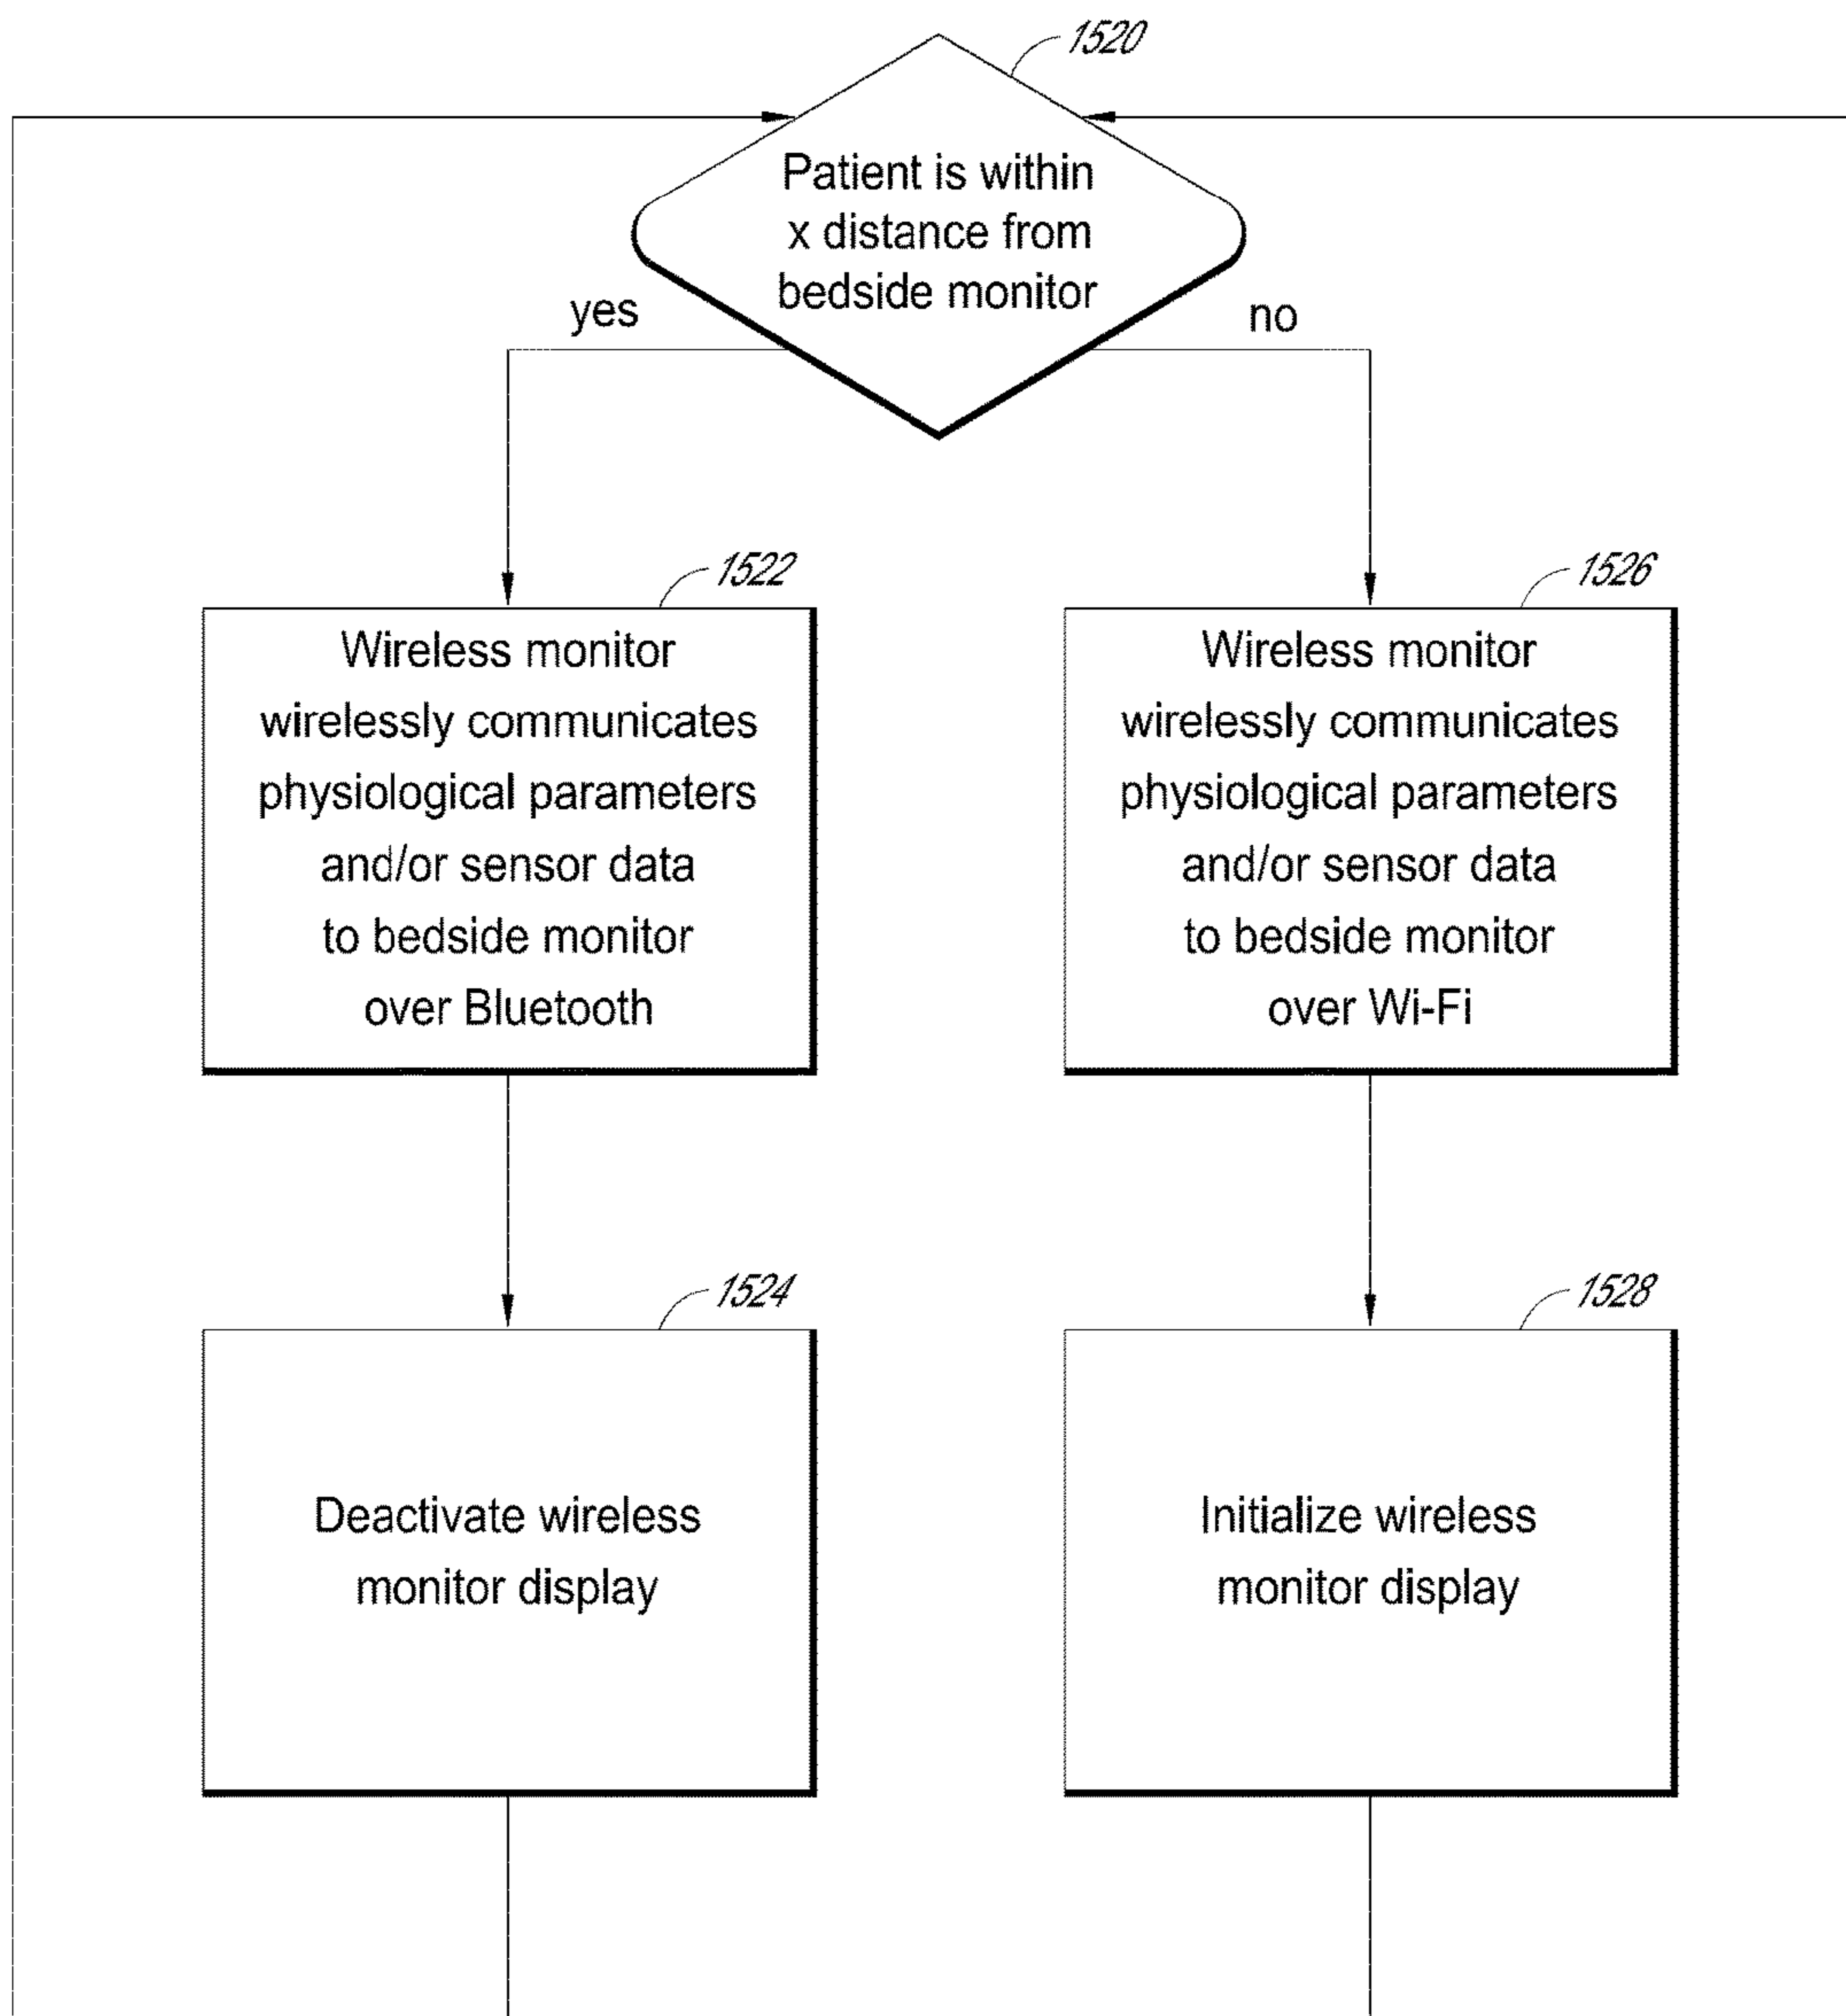 1520
Patient is within
x distance from
bedside monitor
yes
no
1522
Wireless monitor
wirelessly communicates
physiological parameters
and/or sensor data
to bedside monitor
over Bluetooth
1526
Wireless monitor
wirelessly communicates
physiological parameters
and/or sensor data
to bedside monitor
over Wi-Fi
1524
Deactivate wireless
monitor display
1528
Initialize wireless
monitor display